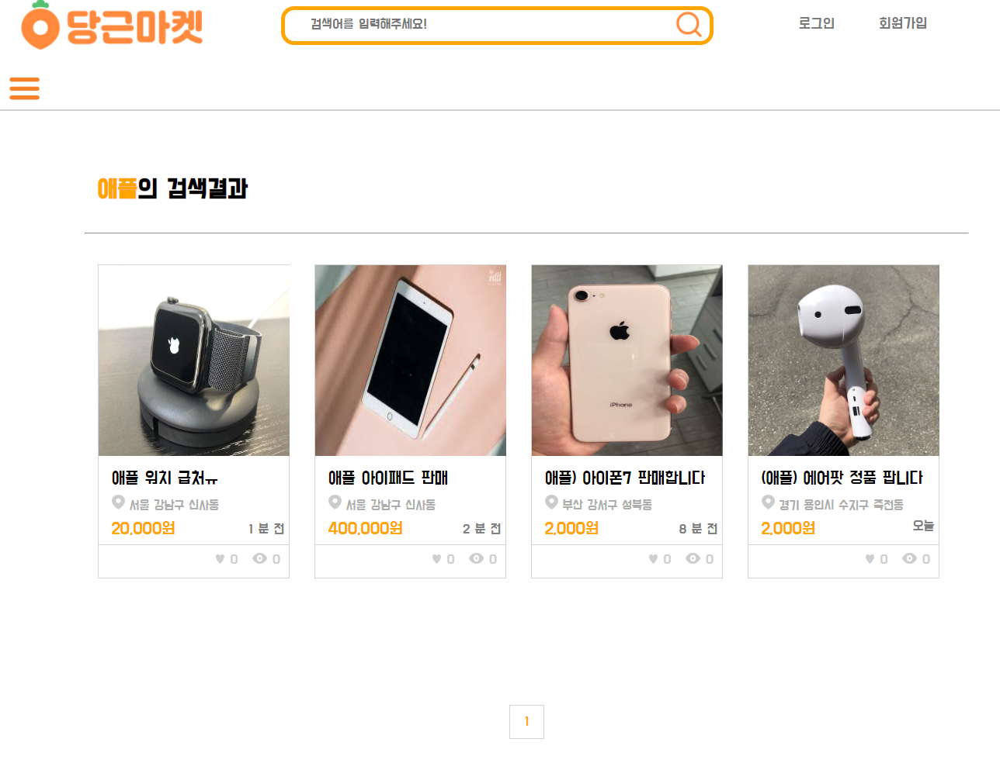 당근마켓
검색어를 입력해주세요!
로그인
회원가입
애플의 검색결과
edit
iPhone
애플 워치 급처ㅠ
서울 강남구 신사동
20,000원
1 분 전
0 0
애플 아이패드 판매
서울 강남구 신사동
400,000원
2 분 전
0 0
애플) 아이폰7 판매합니다
부산 강서구 성북동
2,000원
8 분 전
0 0
(애플) 에어팟 정품 팝니다
경기 용인시 수지구 죽전동
2,000원
오늘
0 0
1